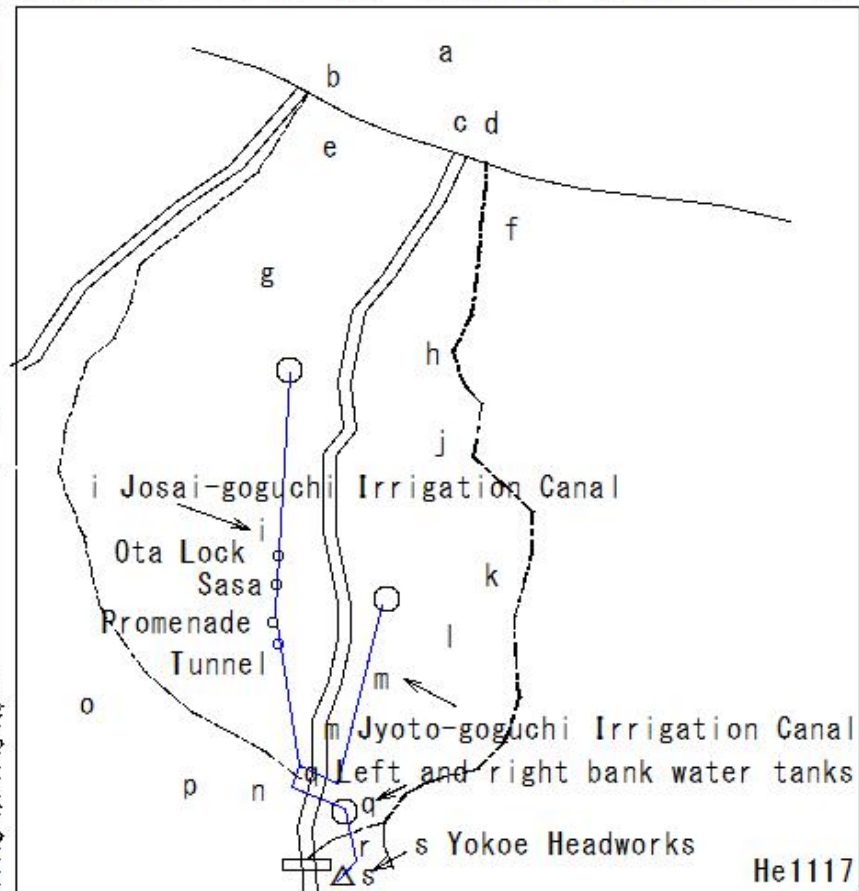 a
b
c d
e
f
g
h
j
i Josai-goguchi Irrigation Canal
i
Ota Lock
Sasa
k
Promenade
l
Tunnel
m
o
m Jyoto-goguchi Irrigation Canal
q Left and right bank water tanks
p
n
q
r
s Yokoe Headworks
s
He1117